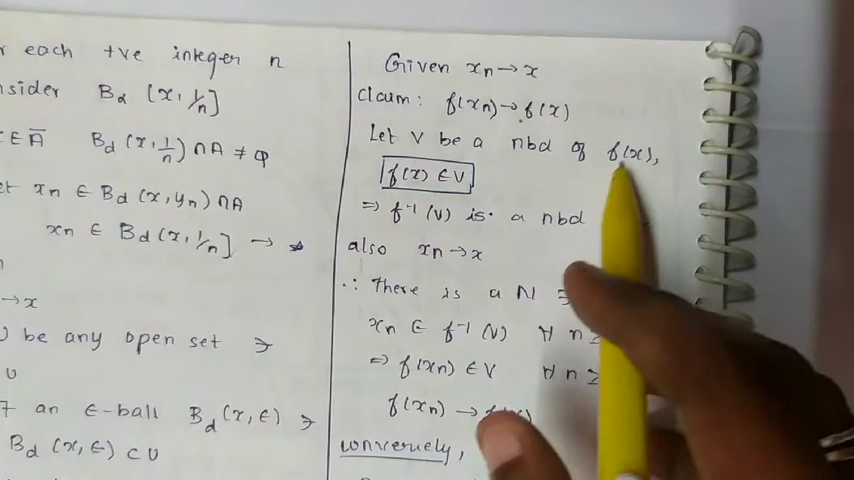 r each +ve integer n
nsider Bd (x, 1/n]
x ∈ A̅ Bd (x, 1/n) ∩ A ≠ φ
et xn ∈ Bd (x, 1/n) ∩ A
xn ∈ Bd (x, 1/n] →
n
→ x
U be any open set ∋
U
an ∈-ball Bd (x, ∈) ∋
Bd (x, ∈) ⊂ U
Given xn → x
Claim: f(xn) → f(x)
Let V be a nbd of f(x),
f(x) ∈ V
⇒ f⁻¹ (V) is a nbd
also xn → x
∴ There is a N ∋
xn ∈ f⁻¹ (V) ∀ n ≥
⇒ f(xn) ∈ V ∀ n ≥
f(xn) →
conversely,